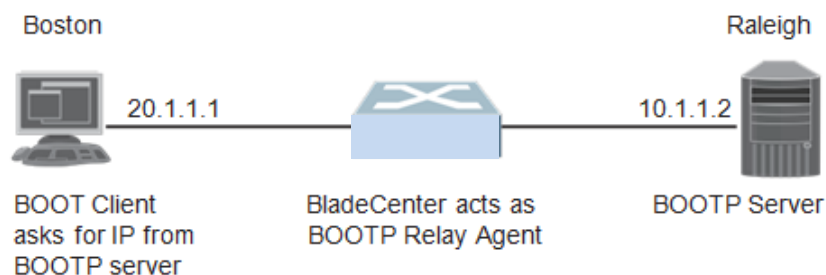 Boston
Raleigh
20.1.1.1
10.1.1.2
BOOT Client
asks for IP from
BOOTP server
BladeCenter acts as
BOOTP Relay Agent
BOOTP Server